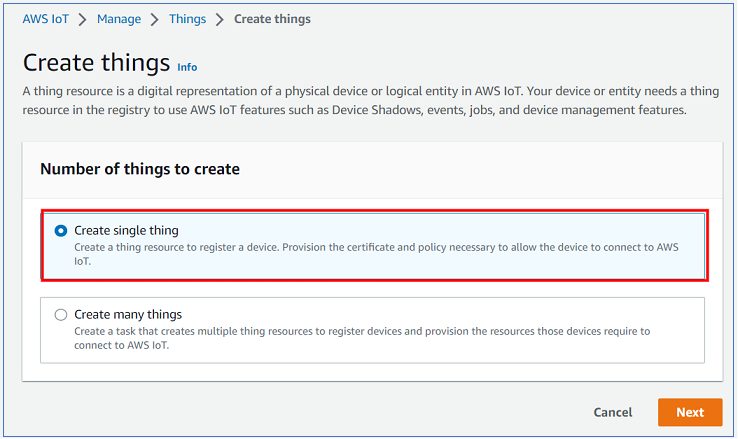 AWS IoT > Manage > Things > Create things
Create things Info
A thing resource is a digital representation of a physical device or logical entity in AWS IoT. Your device or entity needs a thing
resource in the registry to use AWS IoT features such as Device Shadows, events, jobs, and device management features.
Number of things to create
Create single thing
Create a thing resource to register a device. Provision the certificate and policy necessary to allow the device to connect to AWS
IoT.
Create many things
Create a task that creates multiple thing resources to register devices and provision the resources those devices require to
connect to AWS IoT.
Cancel Next